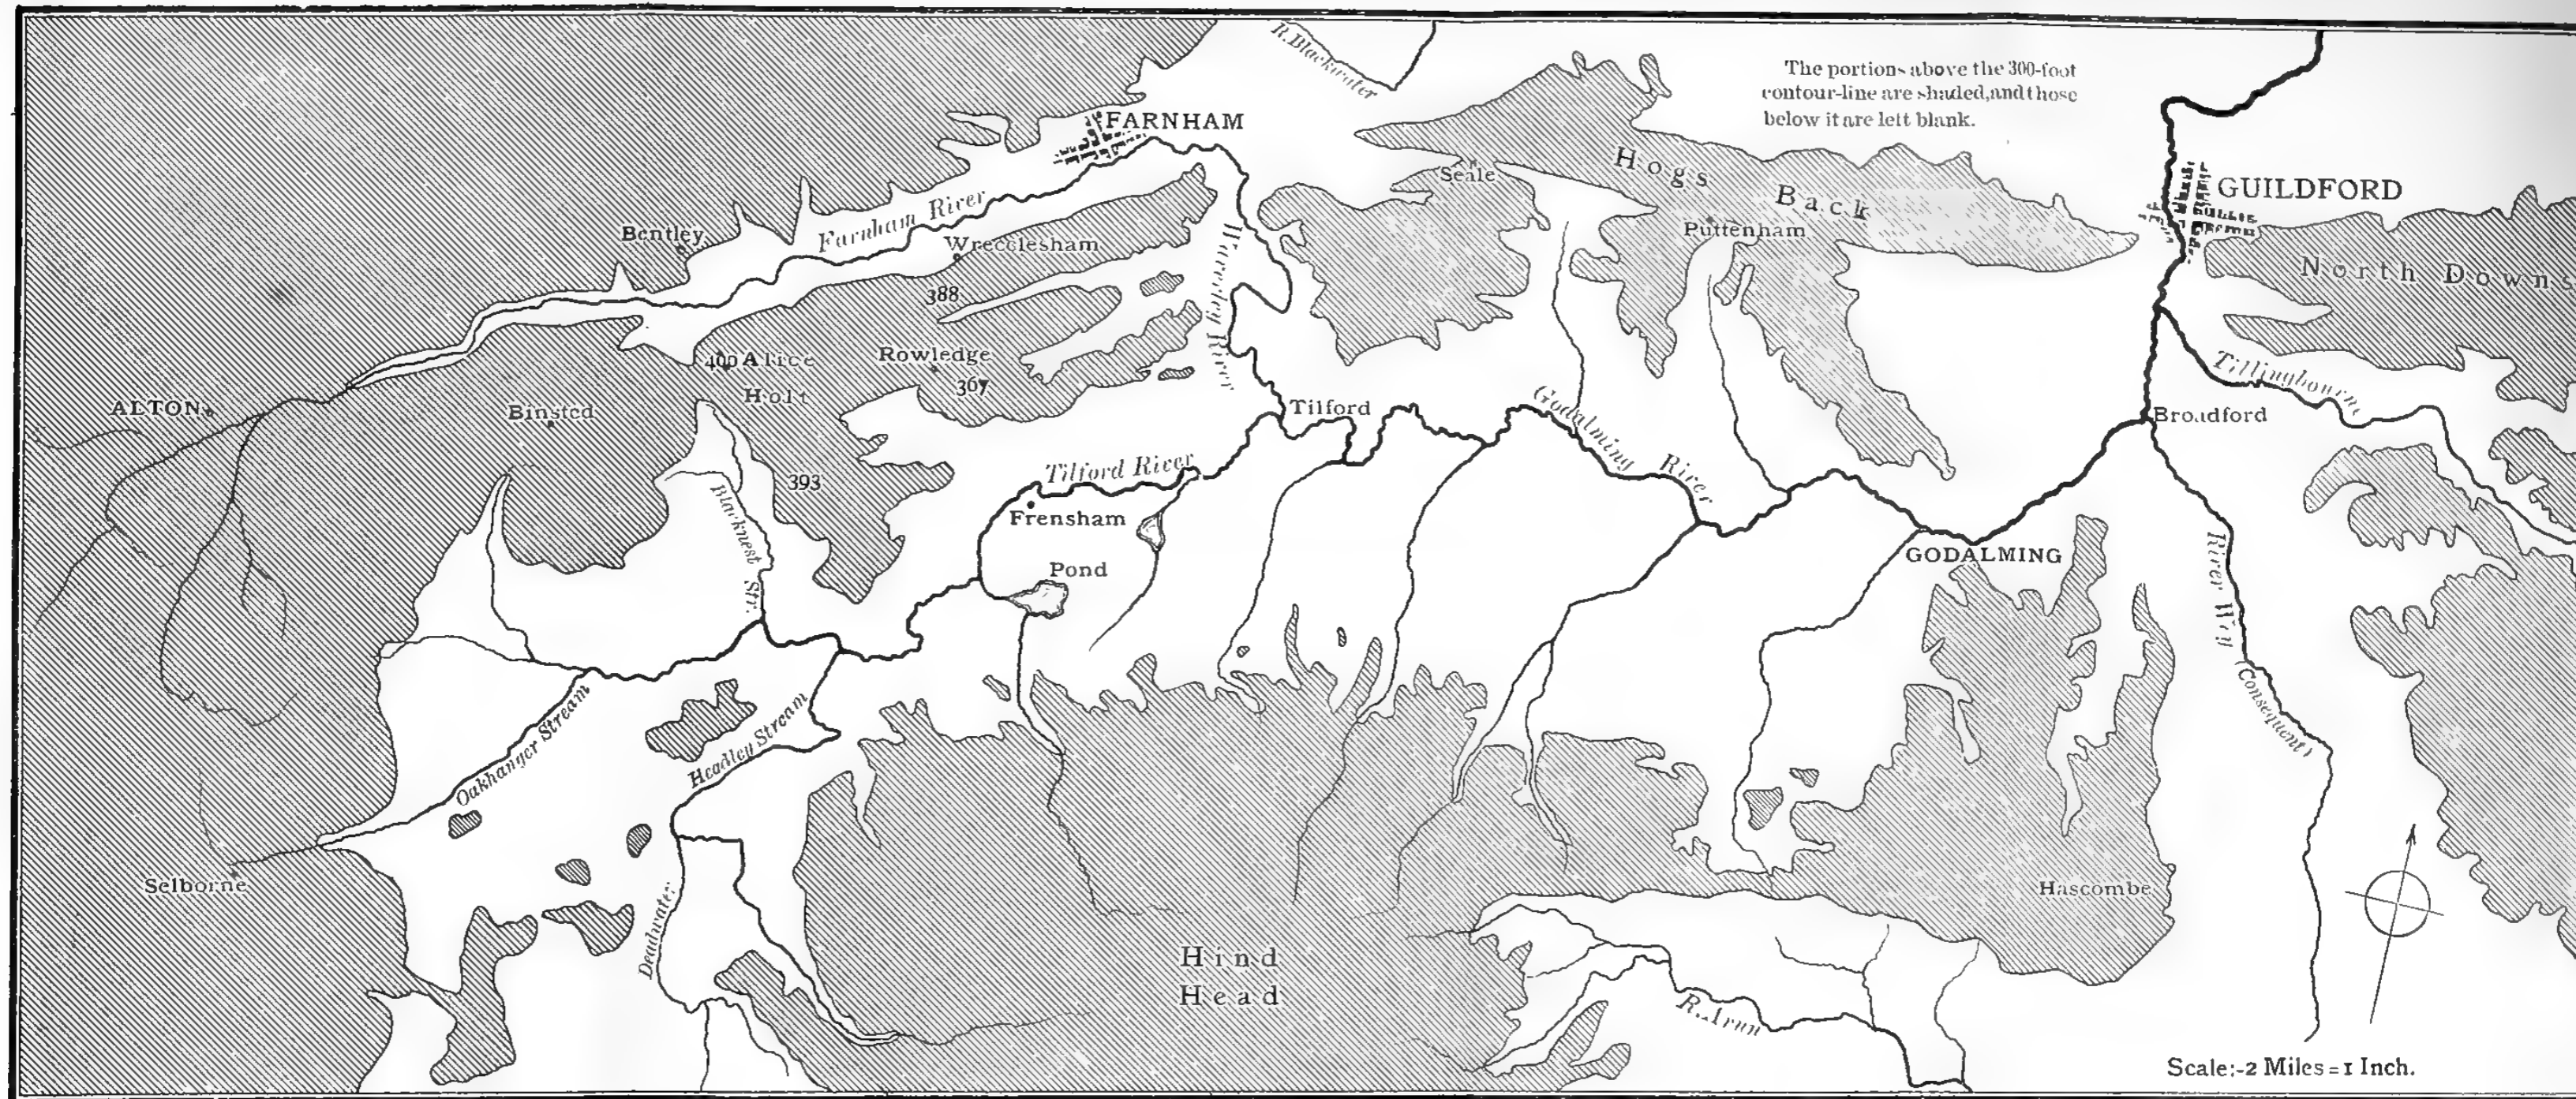 R. Blackwater
The portions above the 300-foot
contour-line are shaded, and those
below it are left blank.
FARNHAM
Hogs Back
Seale
GUILDFORD
Farnham River
Bentley
Wrecclesham
Puttenham
North Downs
388
Waverley River
400 Alice
Holt
Rowledge
367
Tillingbourne
ALTON
Binsted
Tilford
Godalming River
Broadford
393
Tilford River
Blacknest Str.
Frensham
Pond
GODALMING
River Wey (Consequent)
Oakhanger Stream
Headley Stream
Selborne
Hascombe
Deadwater
Hind
Head
R. Arun
Scale:-2 Miles = 1 Inch.